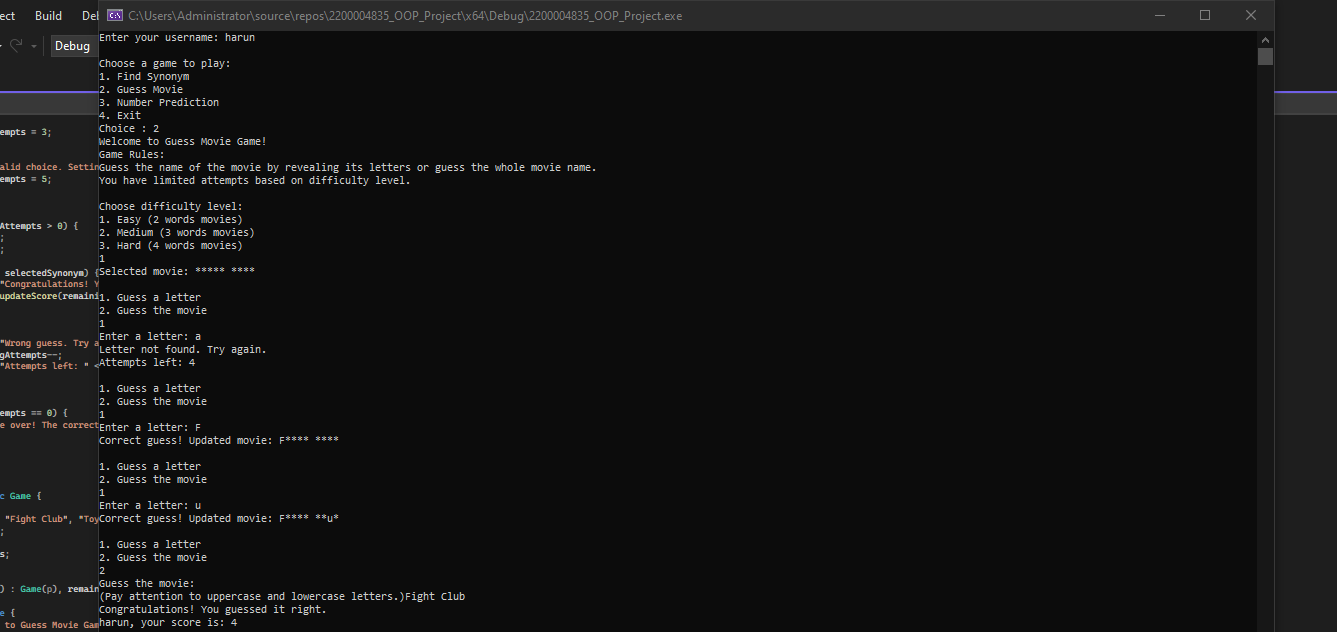 ect Build Del
C:\Users\Administrator\source\repos\2200004835_OOP_Project\x64\Debug\2200004835_OOP_Project.exe
Debug
Enter your username: harun
Choose a game to play:
1. Find Synonym
2. Guess Movie
3. Number Prediction
4. Exit
Choice : 2
Welcome to Guess Movie Game!
Game Rules:
Guess the name of the movie by revealing its letters or guess the whole movie name.
You have limited attempts based on difficulty level.
Choose difficulty level:
1. Easy (2 words movies)
2. Medium (3 words movies)
3. Hard (4 words movies)
1
Selected movie: ***** ****
1. Guess a letter
2. Guess the movie
1
Enter a letter: a
Letter not found. Try again.
Attempts left: 4
1. Guess a letter
2. Guess the movie
1
Enter a letter: F
Correct guess! Updated movie: F**** ****
1. Guess a letter
2. Guess the movie
1
Enter a letter: u
Correct guess! Updated movie: F**** **u*
1. Guess a letter
2. Guess the movie
2
Guess the movie:
(Pay attention to uppercase and lowercase letters.)Fight Club
Congratulations! You guessed it right.
harun, your score is: 4
empts = 3;
alid choice. Settin
empts = 5;
Attempts > 0) {
;
;
selectedSynonym) {
"Congratulations! Y
updateScore(remaini
"Wrong guess. Try a
gAttempts--;
"Attempts left: " <
empts == 0) {
e over! The correct
c Game {
"Fight Club", "Toy
;
s;
) : Game(p), remain
e {
to Guess Movie Gam